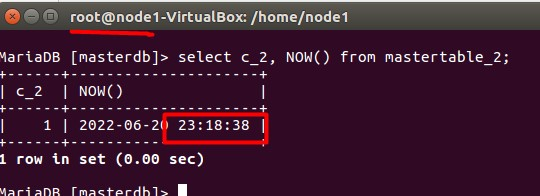 root@node1-VirtualBox: /home/node1
MariaDB [masterdb]> select c_2, NOW() from mastertable_2;
+------+---------------------+
| c_2 | NOW() |
+------+---------------------+
| 1 | 2022-06-20 23:18:38 |
+------+---------------------+
1 row in set (0.00 sec)
MariaDB [masterdb]>